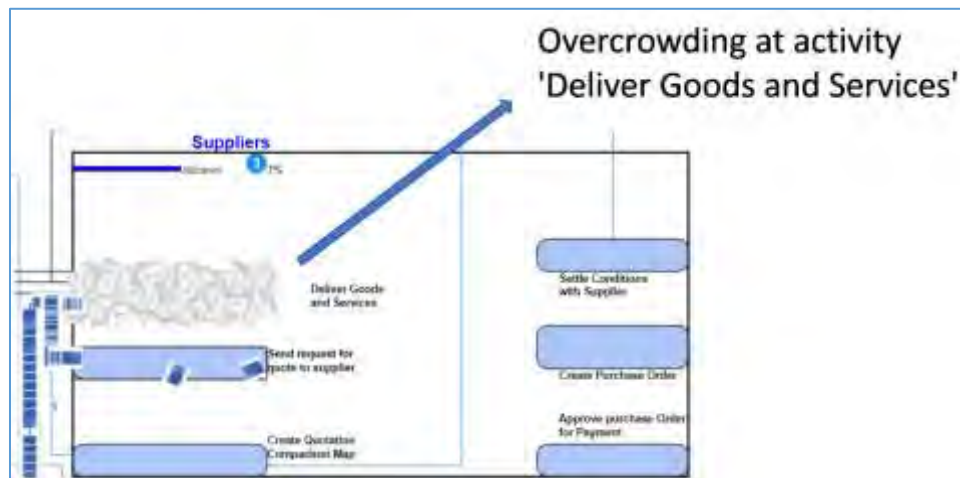 Overcrowding at activity
'Deliver Goods and Services'
Suppliers
Deliver Goods
and Services
Settle Conditions
with Supplier
Send request for
quote to supplier
Create Purchase Order
Approve purchase Order
for Payment
Create Quotation
Comparison Map